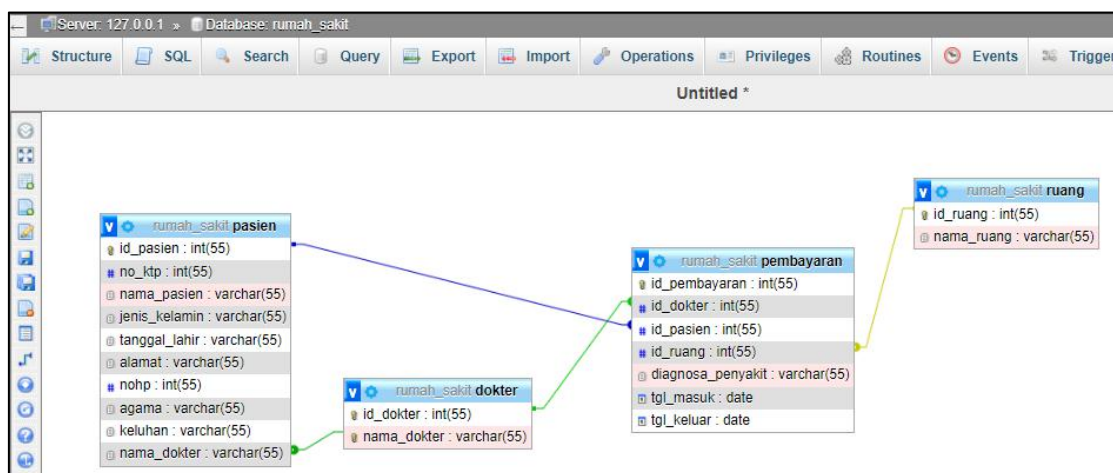 Server: 127.0.0.1 » Database: rumah_sakit
Structure SQL Search Query Export Import Operations Privileges Routines Events Trigger
Untitled *
rumah_sakit pasien
id_pasien : int(55)
no_ktp : int(55)
nama_pasien : varchar(55)
jenis_kelamin : varchar(55)
tanggal_lahir : varchar(55)
alamat : varchar(55)
nohp : int(55)
agama : varchar(55)
keluhan : varchar(55)
nama_dokter : varchar(55)
rumah_sakit dokter
id_dokter : int(55)
nama_dokter : varchar(55)
rumah_sakit pembayaran
id_pembayaran : int(55)
id_dokter : int(55)
id_pasien : int(55)
id_ruang : int(55)
diagnosa_penyakit : varchar(55)
tgl_masuk : date
tgl_keluar : date
rumah_sakit ruang
id_ruang : int(55)
nama_ruang : varchar(55)